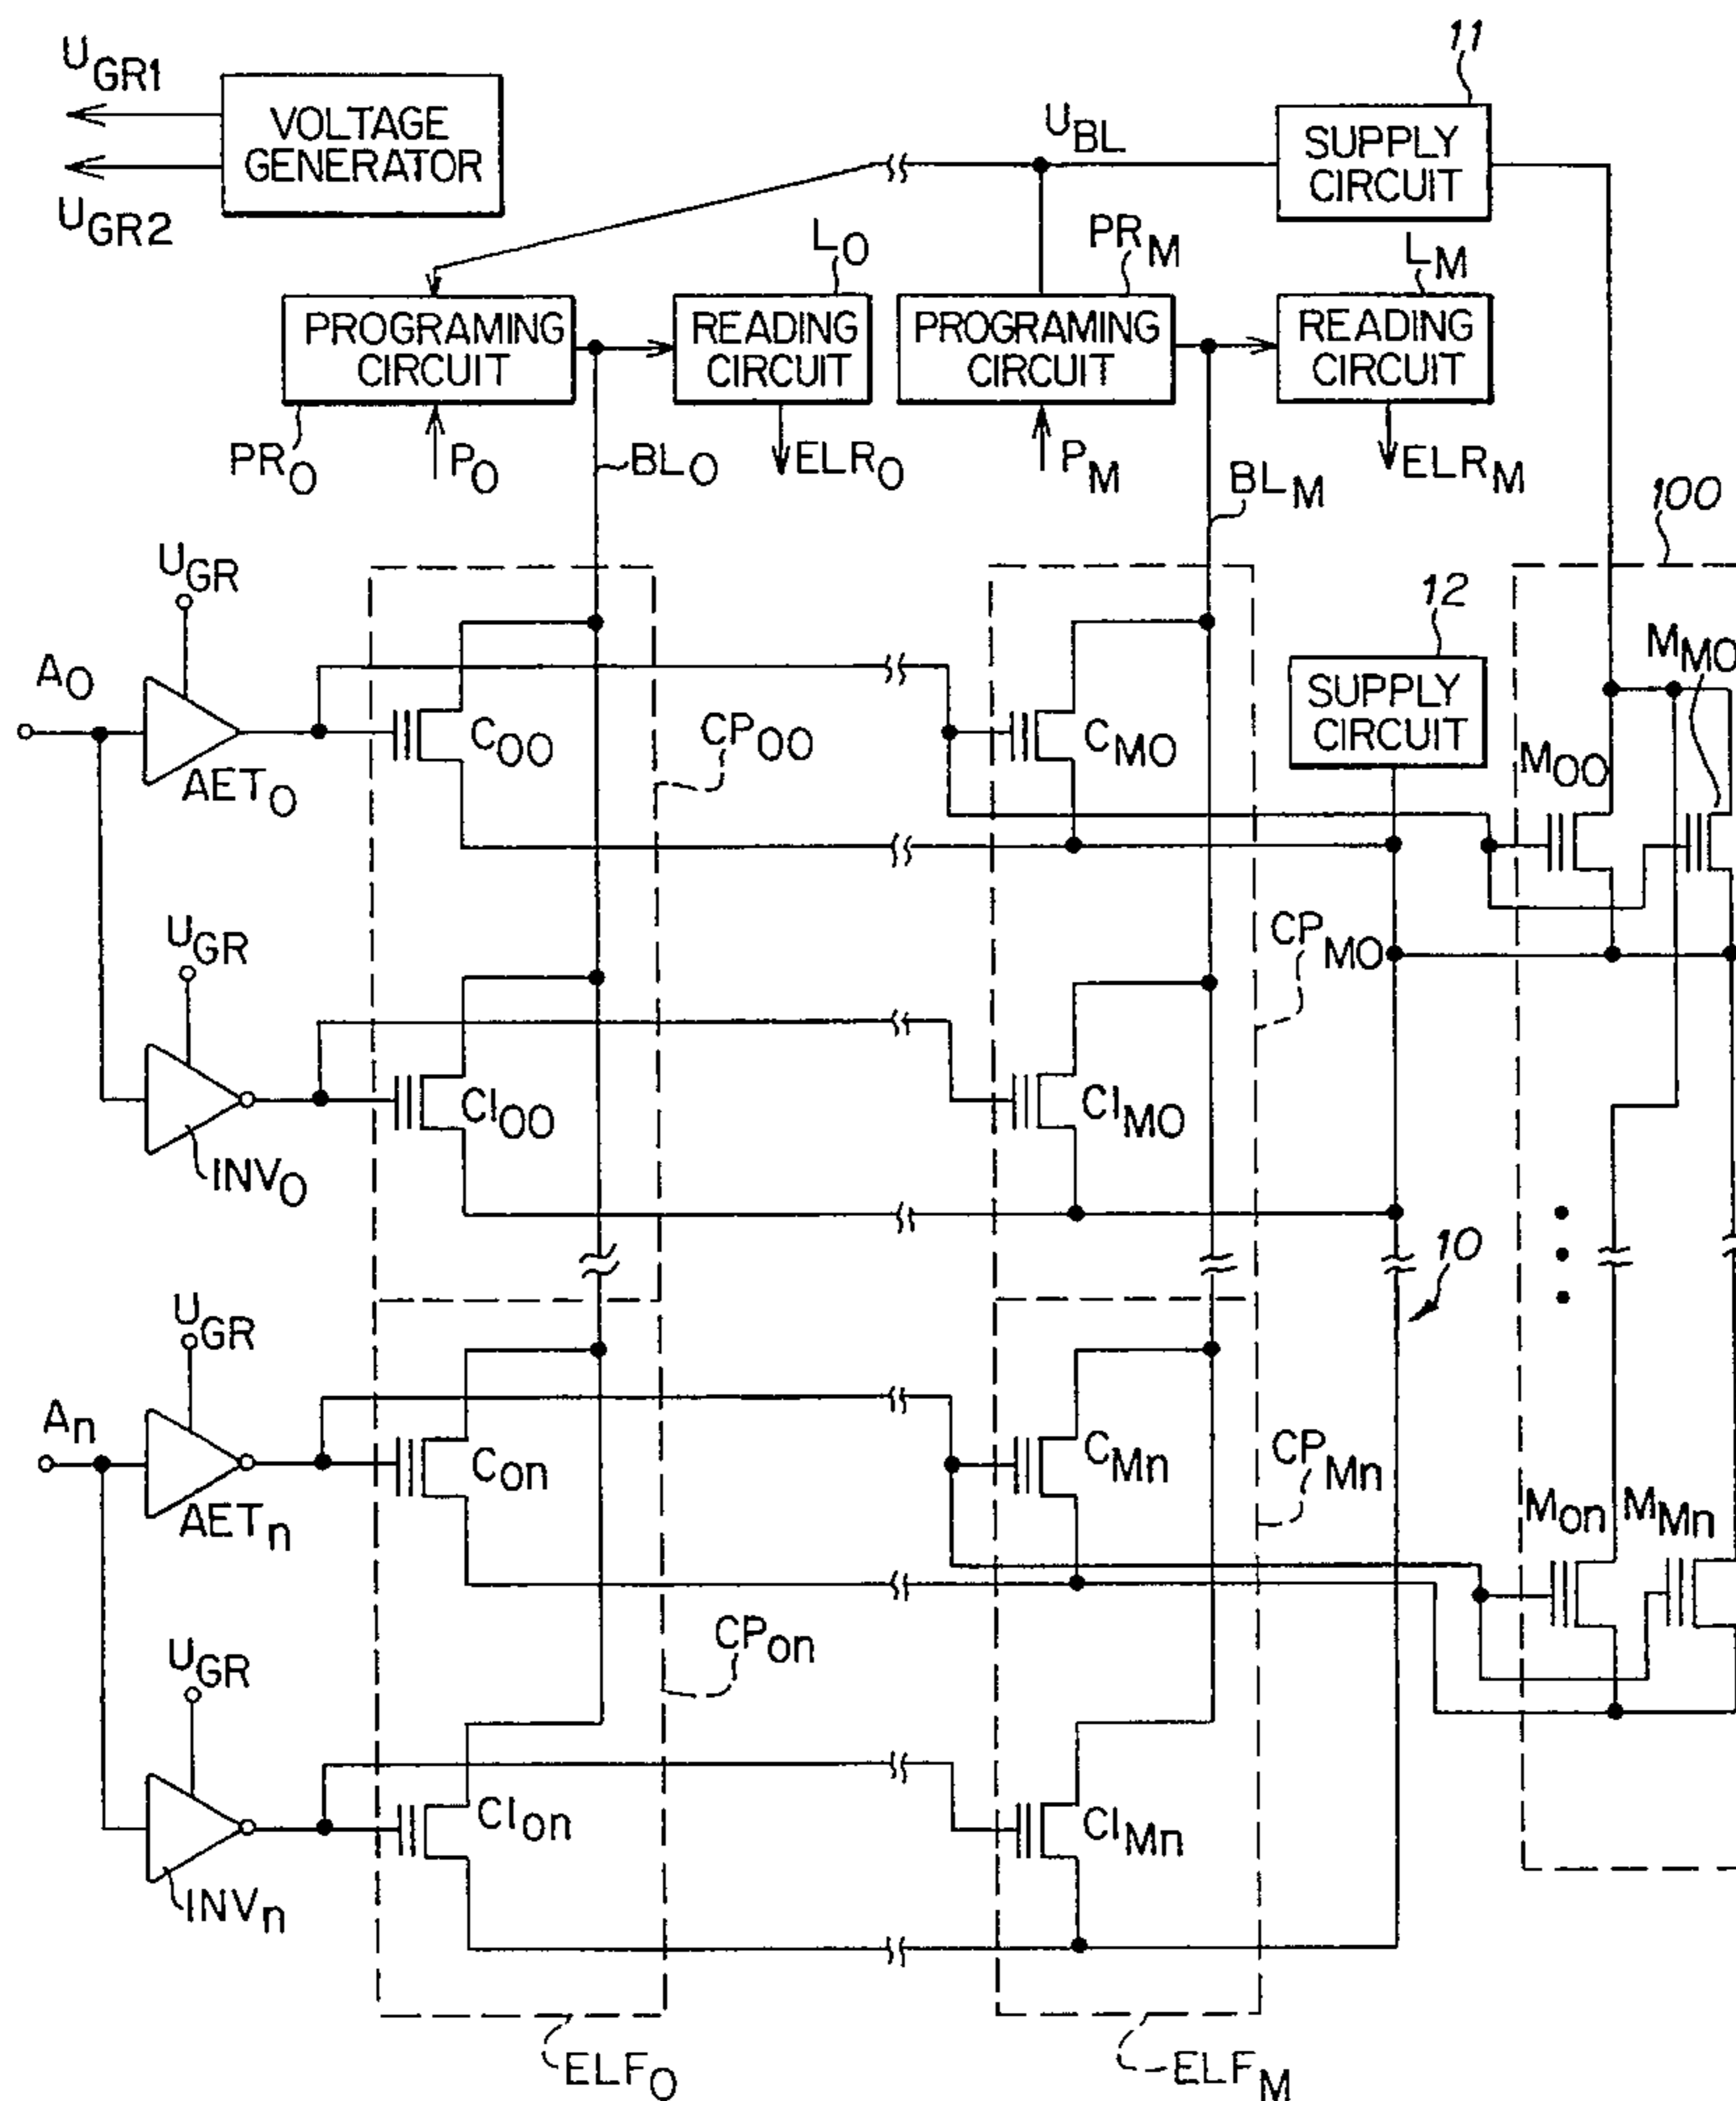 11
U_GR1
VOLTAGE
GENERATOR
U_GR2
U_BL
SUPPLY
CIRCUIT
L_O
PR_M
L_M
PROGRAMING
CIRCUIT
READING
CIRCUIT
PROGRAMING
CIRCUIT
READING
CIRCUIT
PR_O
P_O
BL_O
ELR_O
P_M
BL_M
ELR_M
100
U_GR
12
A_O
M_MO
SUPPLY
CIRCUIT
C_OO
CP_OO
C_MO
M_OO
AET_O
U_GR
CP_MO
CI_OO
CI_MO
INV_O
10
U_GR
A_n
C_on
C_Mn
CP_Mn
AET_n
M_on
M_Mn
CP_on
U_GR
CI_on
CI_Mn
INV_n
ELF_O
ELF_M